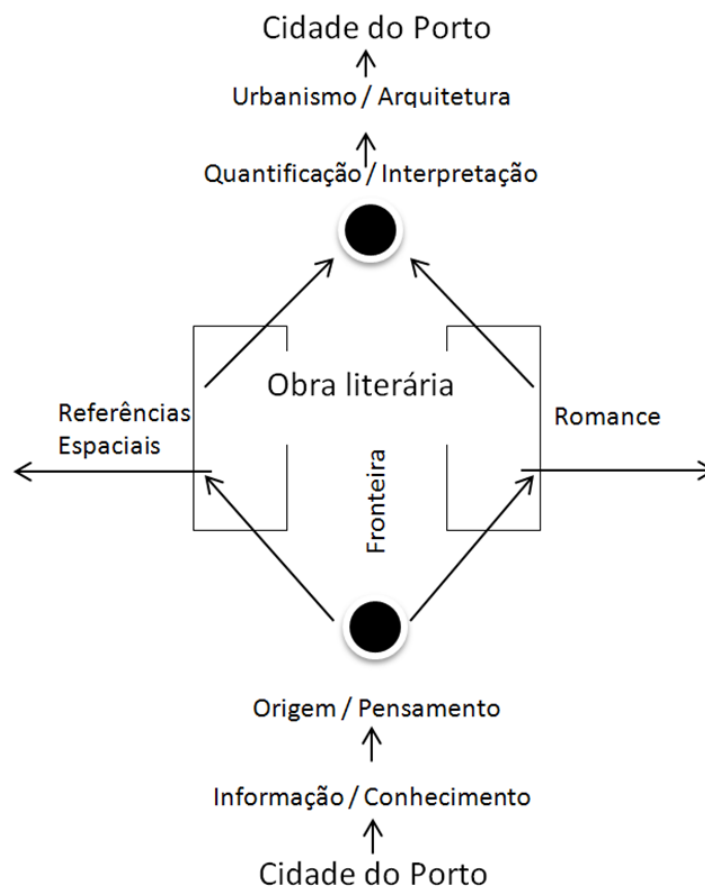 Cidade do Porto
Urbanismo / Arquitetura
Quantificação / Interpretação
Obra literária
Referências
Espaciais
Romance
Fronteira
Origem / Pensamento
Informação / Conhecimento
Cidade do Porto